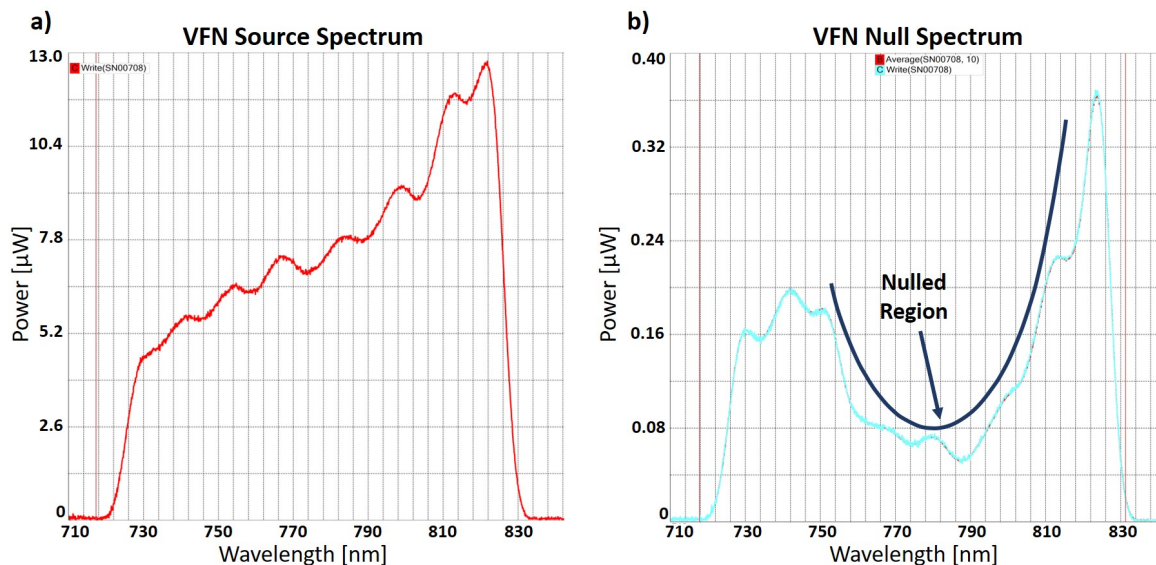 a)
VFN Source Spectrum
C Write(SN00708)
13.0
10.4
7.8
5.2
2.6
0
Power [µW]
710 730 750 770 790 810 830
Wavelength [nm]
b)
VFN Null Spectrum
B Average(SN00708, 10)
C Write(SN00708)
0.40
0.32
0.24
0.16
0.08
0
Power [µW]
Nulled
Region
710 730 750 770 790 810 830
Wavelength [nm]